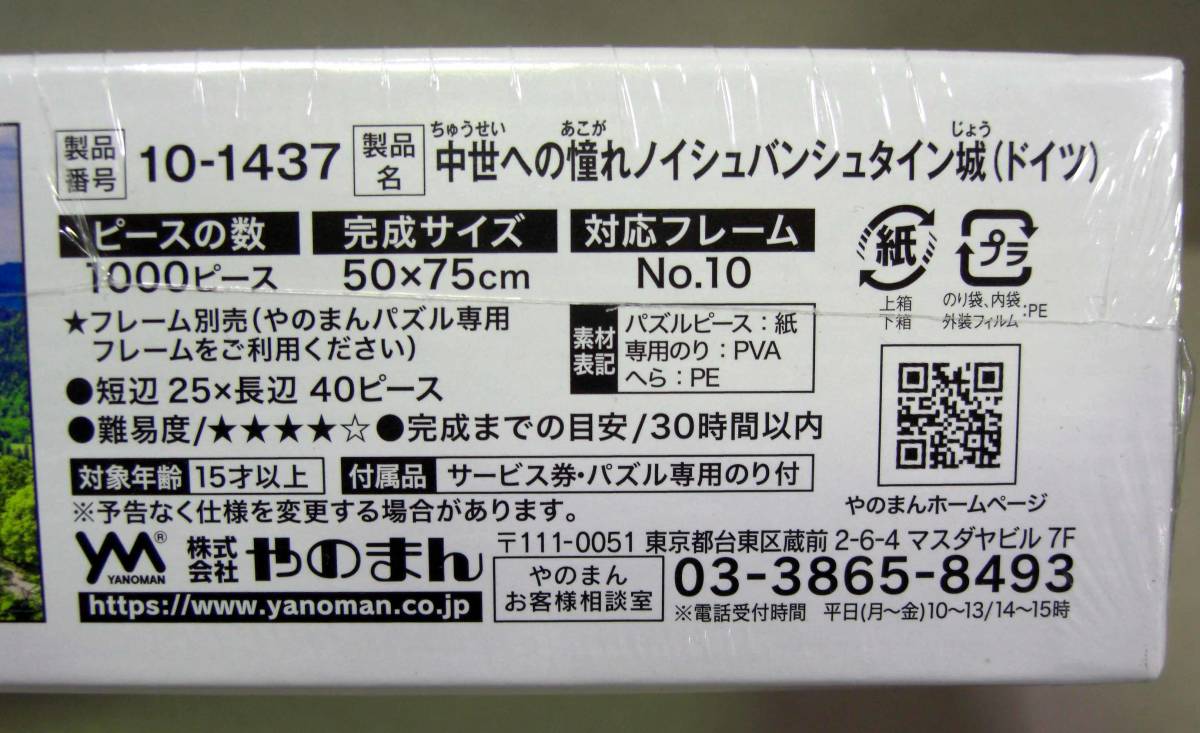 ちゅうせい あこが じょう
製品番号 10-1437 製品名 中世への憧れノイシュバンシュタイン城(ドイツ)
ピースの数 完成サイズ 対応フレーム
1000ピース 50×75cm No.10
紙 プラ
上箱
下箱
のり袋、内袋、
外装フィルム :PE
★フレーム別売(やのまんパズル専用
フレームをご利用ください)
素材表記
パズルピース:紙
専用のり:PVA
へら:PE
●短辺 25×長辺 40ピース
●難易度/★★★★☆ ●完成までの目安/30時間以内
対象年齢 15才以上 付属品 サービス券・パズル専用のり付
やのまんホームページ
※予告なく仕様を変更する場合があります。
YM® YANOMAN 株式会社 やのまん
〒111-0051 東京都台東区蔵前 2-6-4 マスダヤビル 7F
https://www.yanoman.co.jp
やのまん
お客様相談室
03-3865-8493
※電話受付時間 平日(月〜金)10〜13/14〜15時